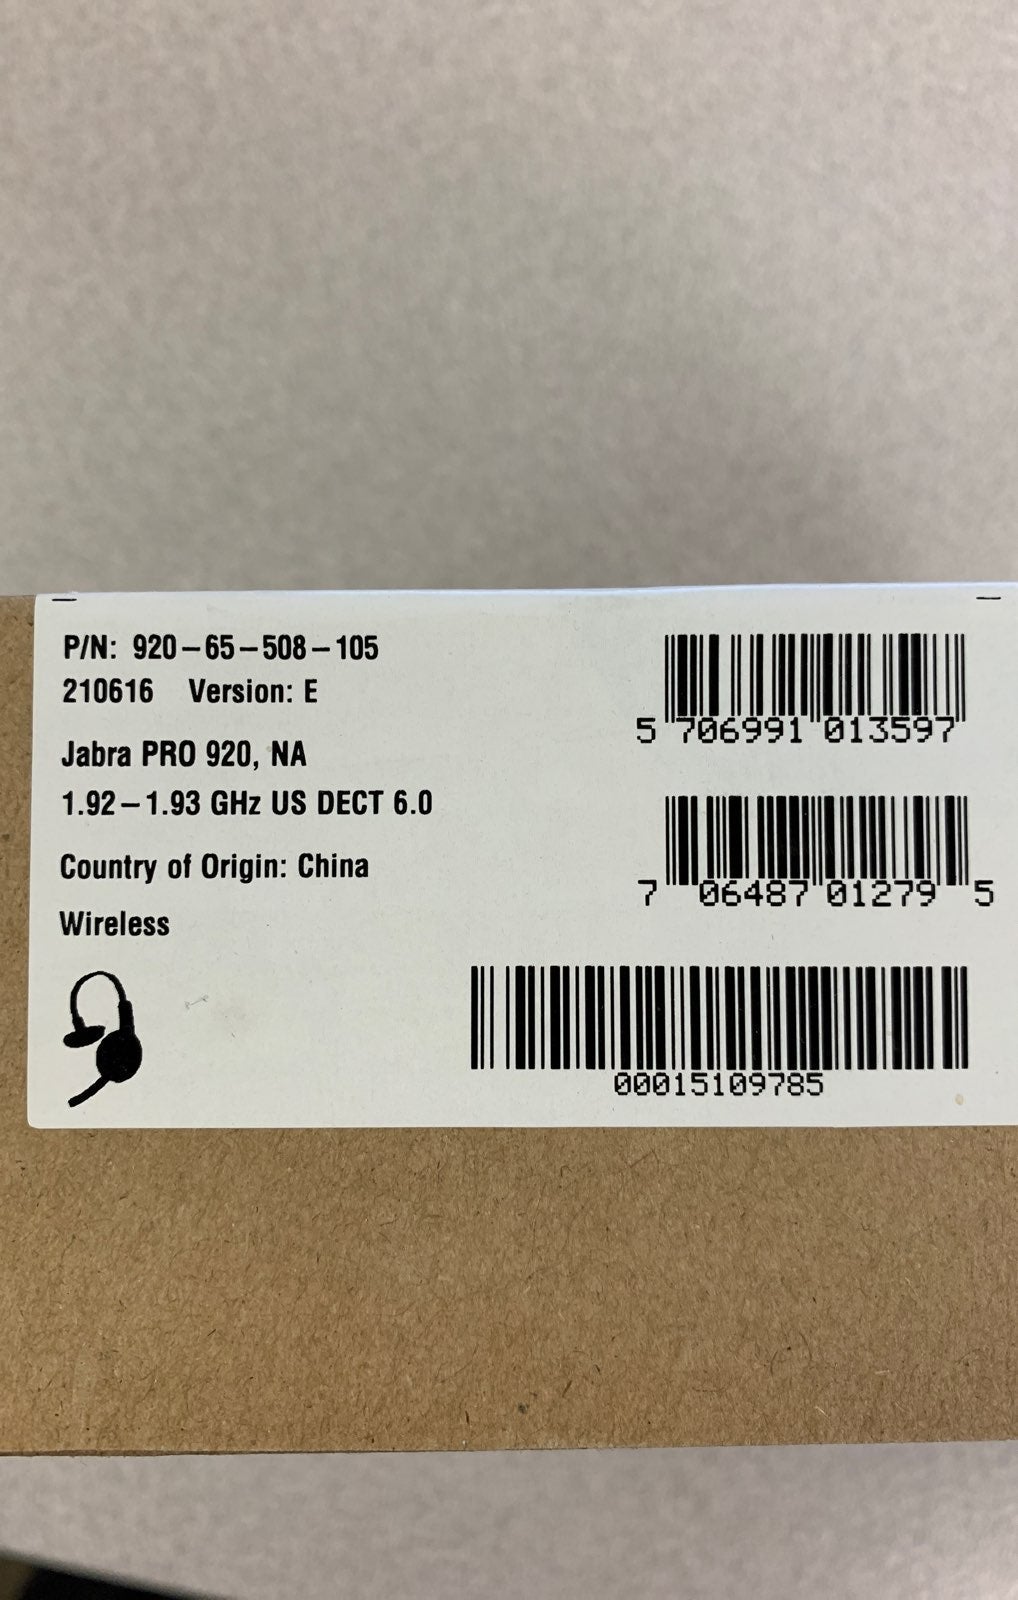 P/N: 920-65-508-105
210616 Version: E
Jabra PRO 920, NA
1.92-1.93 GHz US DECT 6.0
Country of Origin: China
Wireless
5 706991 013597
7 06487 01279 5
00015109785